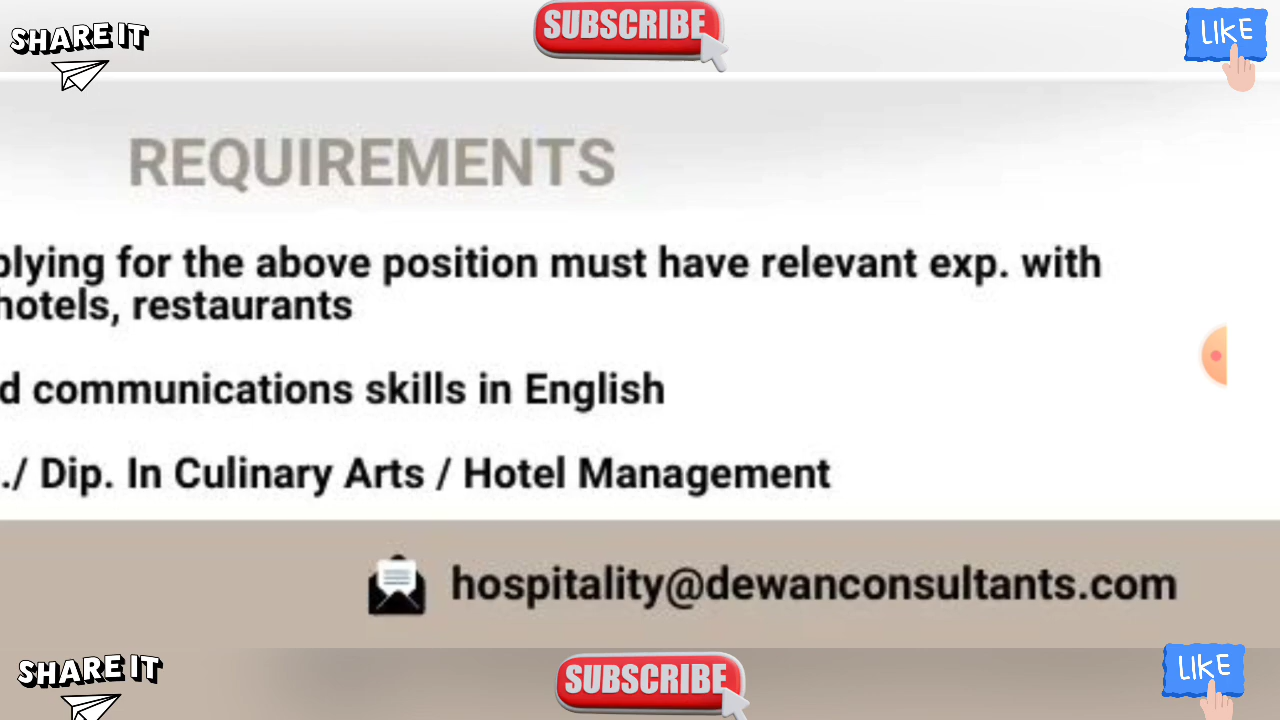 SHARE IT
SUBSCRIBE
LIKE
REQUIREMENTS
plying for the above position must have relevant exp. with
hotels, restaurants
d communications skills in English
./ Dip. In Culinary Arts / Hotel Management
hospitality@dewanconsultants.com
SHARE IT
SUBSCRIBE
LIKE